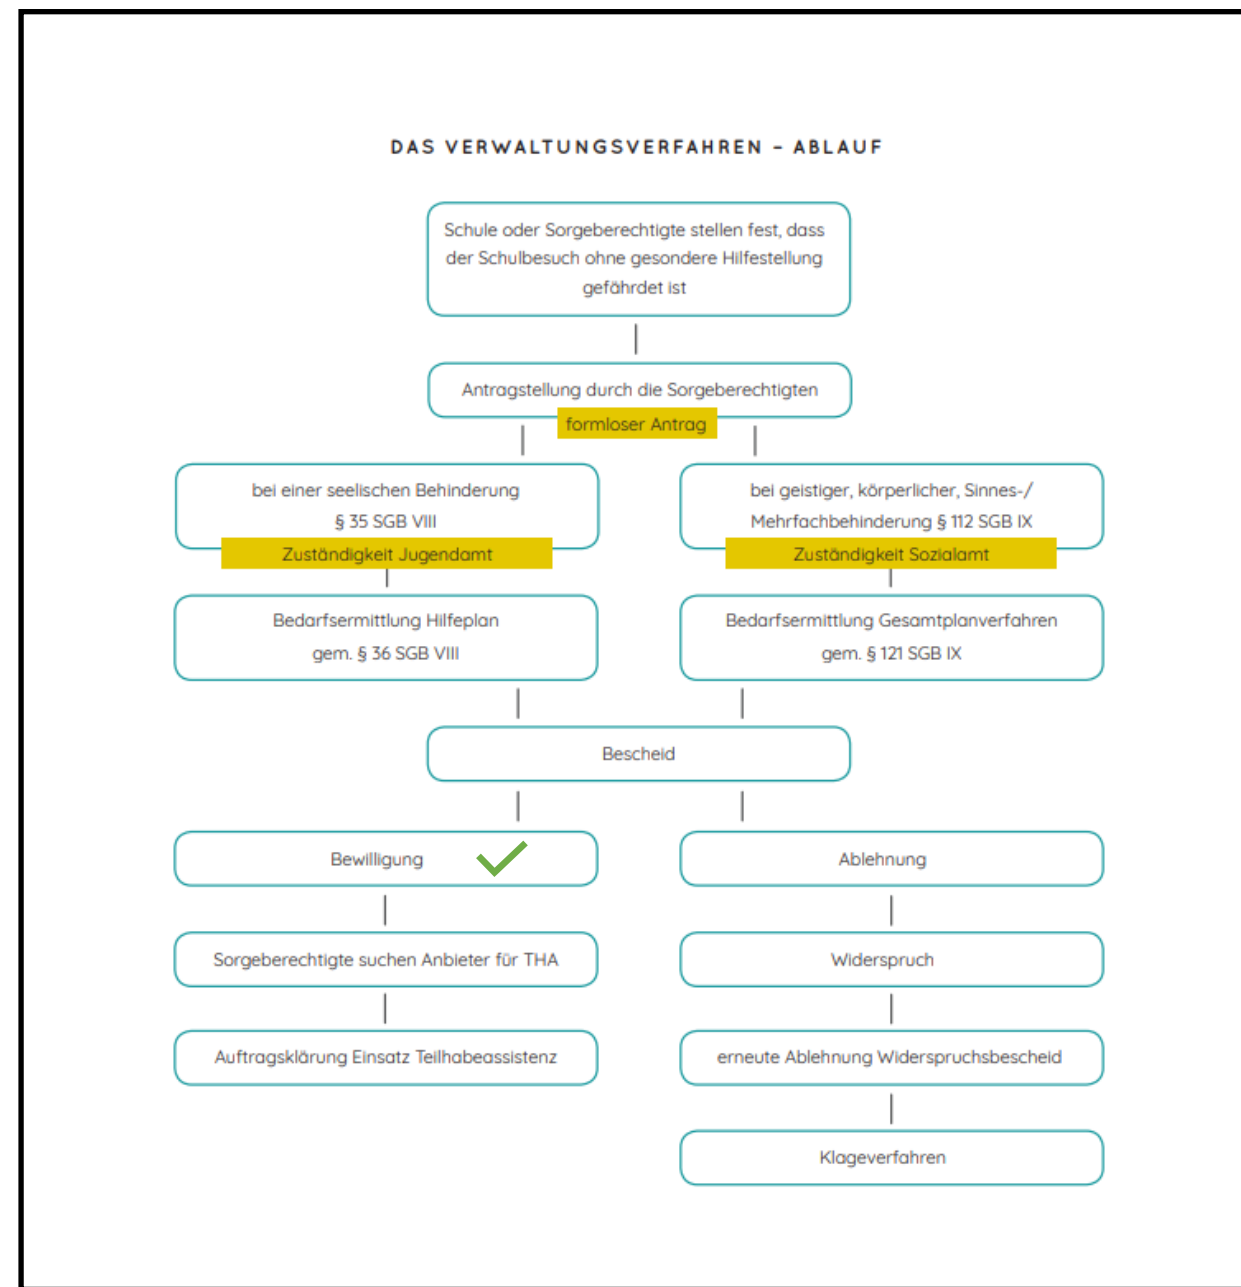 DAS VERWALTUNGSVERFAHREN – ABLAUF
Schule oder Sorgeberechtigte stellen fest, dass
der Schulbesuch ohne gesondere Hilfestellung
gefährdet ist
Antragstellung durch die Sorgeberechtigten
formloser Antrag
bei einer seelischen Behinderung
§ 35 SGB VIII
Zuständigkeit Jugendamt
bei geistiger, körperlicher, Sinnes-/
Mehrfachbehinderung § 112 SGB IX
Zuständigkeit Sozialamt
Bedarfsermittlung Hilfeplan
gem. § 36 SGB VIII
Bedarfsermittlung Gesamtplanverfahren
gem. § 121 SGB IX
Bescheid
Bewilligung
Ablehnung
Sorgeberechtigte suchen Anbieter für THA
Widerspruch
Auftragsklärung Einsatz Teilhabeassistenz
erneute Ablehnung Widerspruchsbescheid
Klageverfahren